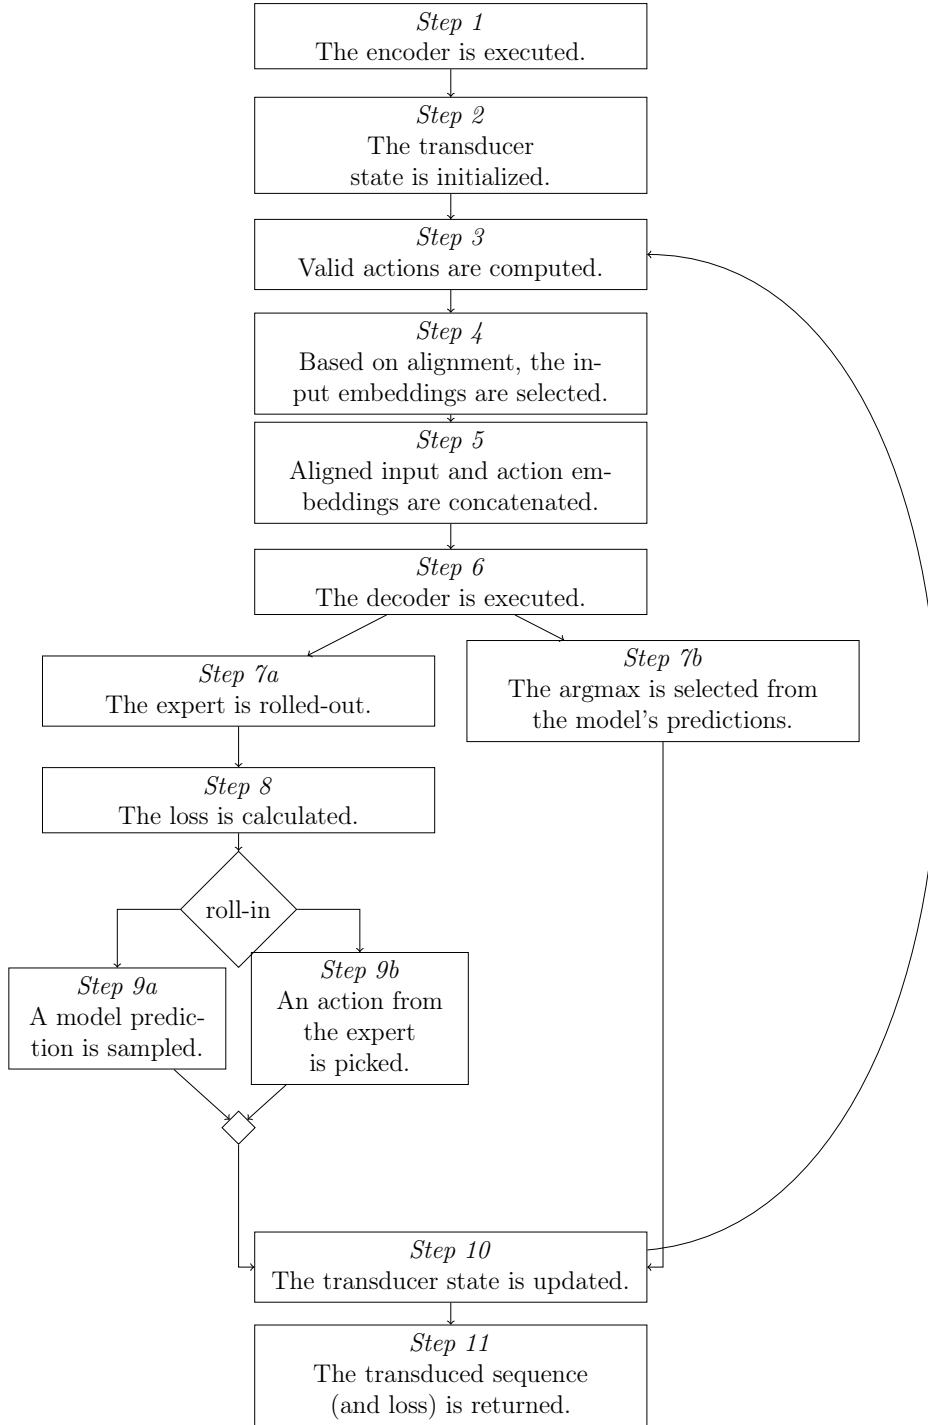 Step 1
The encoder is executed.
Step 2
The transducer
state is initialized.
Step 3
Valid actions are computed.
Step 4
Based on alignment, the in-
put embeddings are selected.
Step 5
Aligned input and action em-
beddings are concatenated.
Step 6
The decoder is executed.
Step 7a
The expert is rolled-out.
Step 7b
The argmax is selected from
the model's predictions.
Step 8
The loss is calculated.
roll-in
Step 9a
A model predic-
tion is sampled.
Step 9b
An action from
the expert
is picked.
Step 10
The transducer state is updated.
Step 11
The transduced sequence
(and loss) is returned.